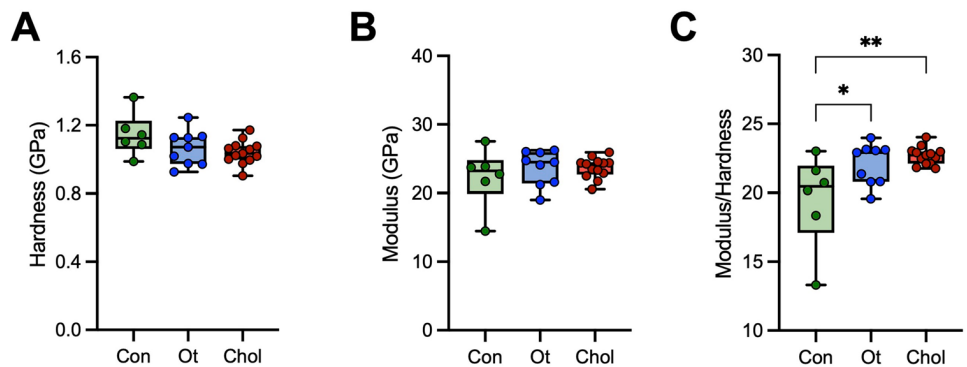 A
Hardness (GPa)
1.6
1.2
0.8
0.4
0.0
Con Ot Chol
B
Modulus (GPa)
40
30
20
10
0
Con Ot Chol
C
Modulus/Hardness
30
25
20
15
10
**
*
Con Ot Chol